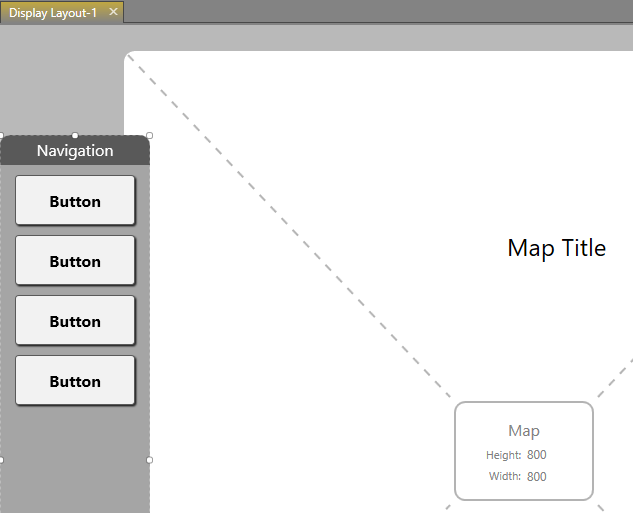 Display Layout-1
Navigation
Button
Button
Button
Button
Map Title
Map
Height: 800
Width: 800